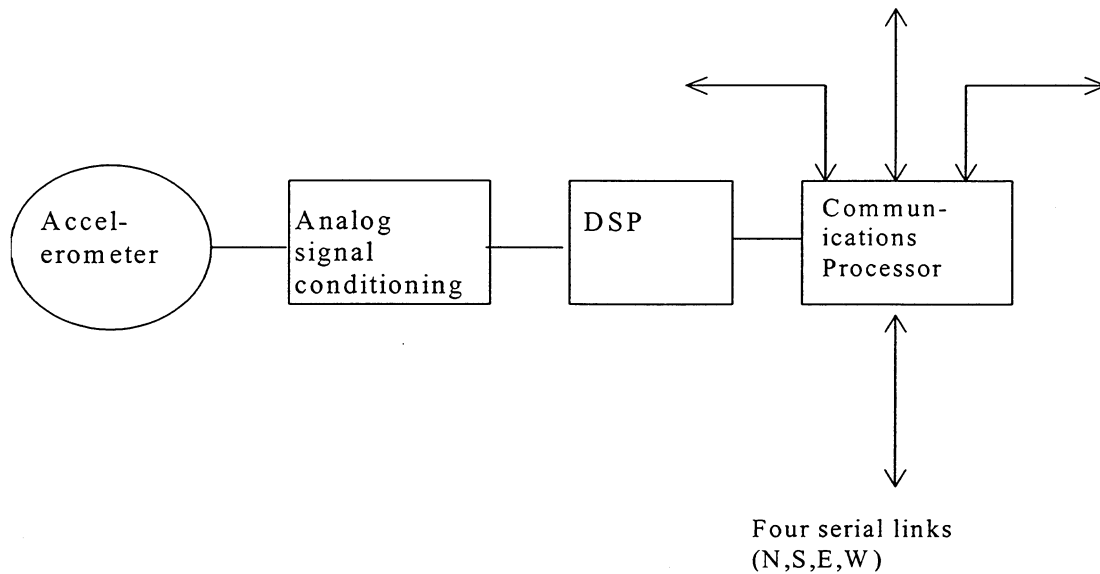 Accel-
erometer
Analog
signal
conditioning
DSP
Commun-
ications
Processor
Four serial links
(N,S,E,W)